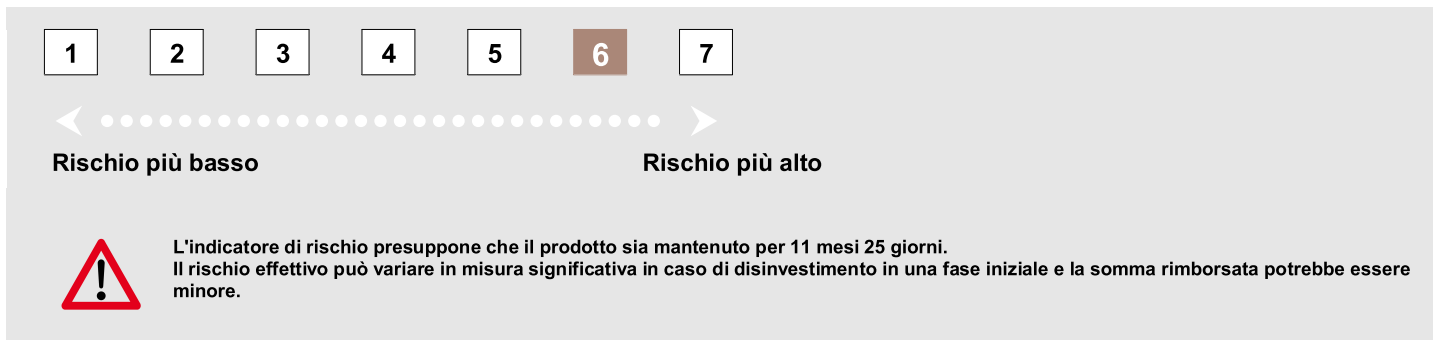 1 2 3 4 5 6 7
Rischio più basso Rischio più alto
L'indicatore di rischio presuppone che il prodotto sia mantenuto per 11 mesi 25 giorni.
Il rischio effettivo può variare in misura significativa in caso di disinvestimento in una fase iniziale e la somma rimborsata potrebbe essere
minore.